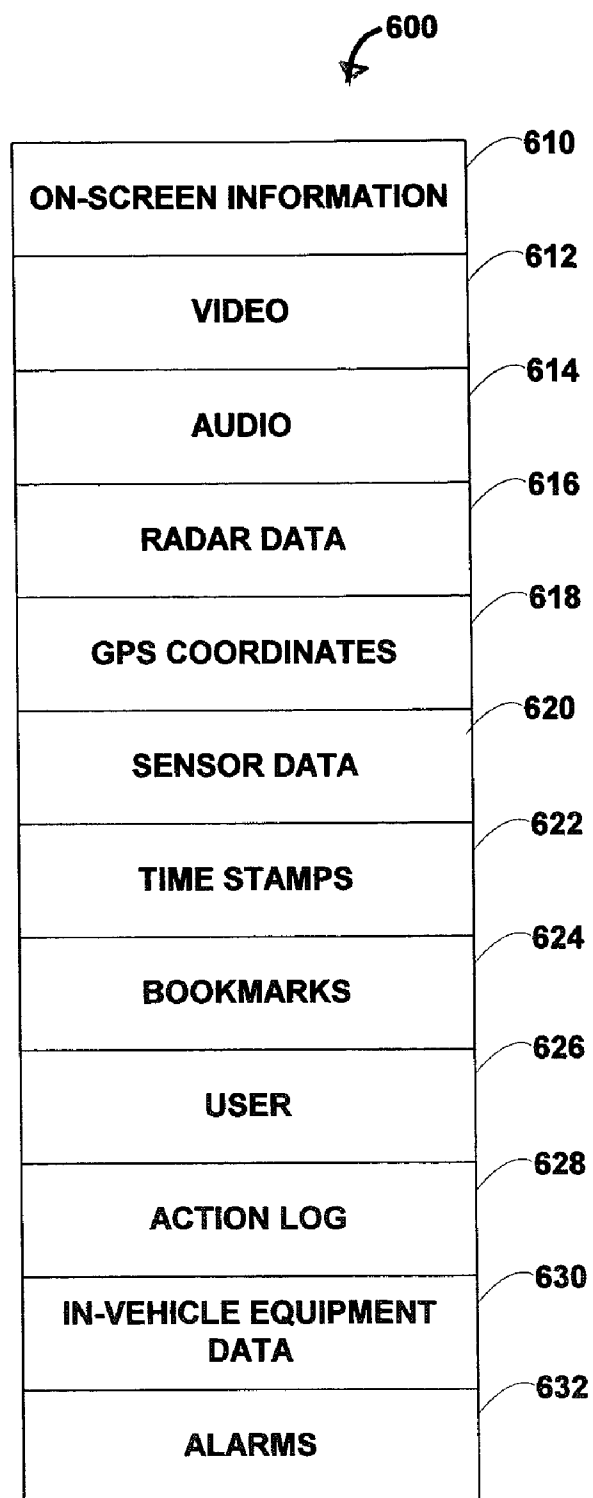 600
610
ON-SCREEN INFORMATION
612
VIDEO
614
AUDIO
616
RADAR DATA
618
GPS COORDINATES
620
SENSOR DATA
622
TIME STAMPS
624
BOOKMARKS
626
USER
628
ACTION LOG
630
IN-VEHICLE EQUIPMENT
DATA
632
ALARMS